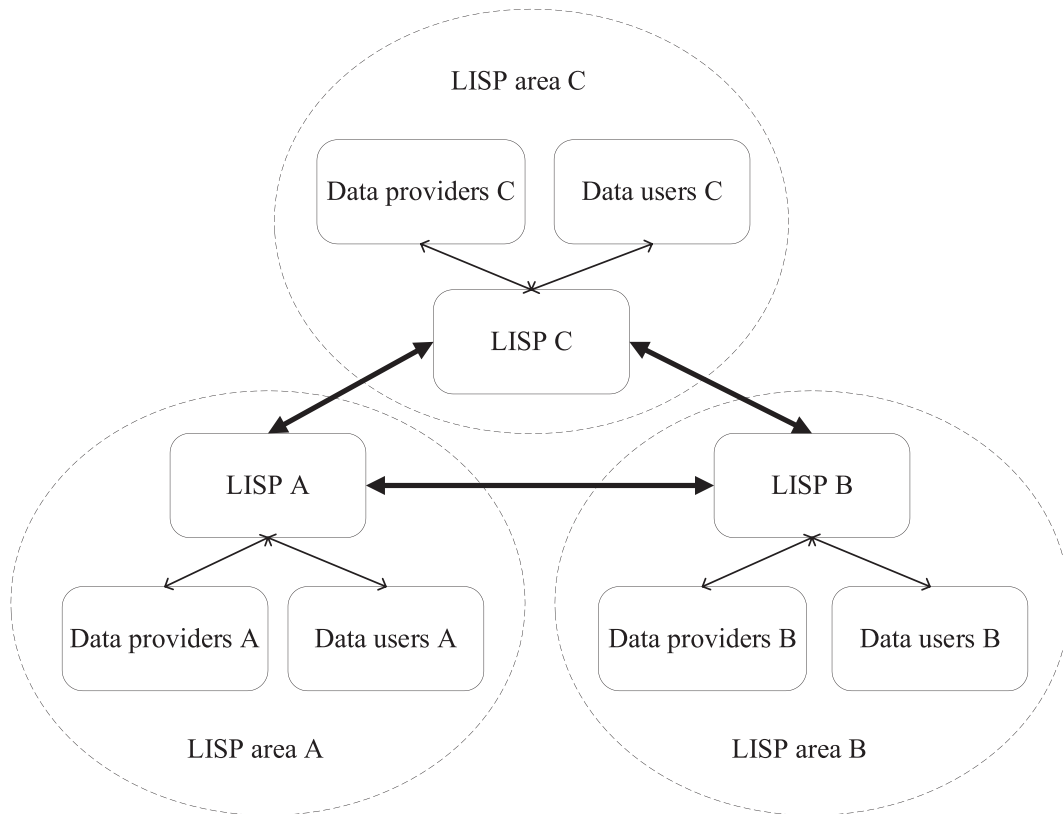 LISP area C
Data providers C
Data users C
LISP C
LISP A
LISP B
Data providers A
Data users A
Data providers B
Data users B
LISP area A
LISP area B